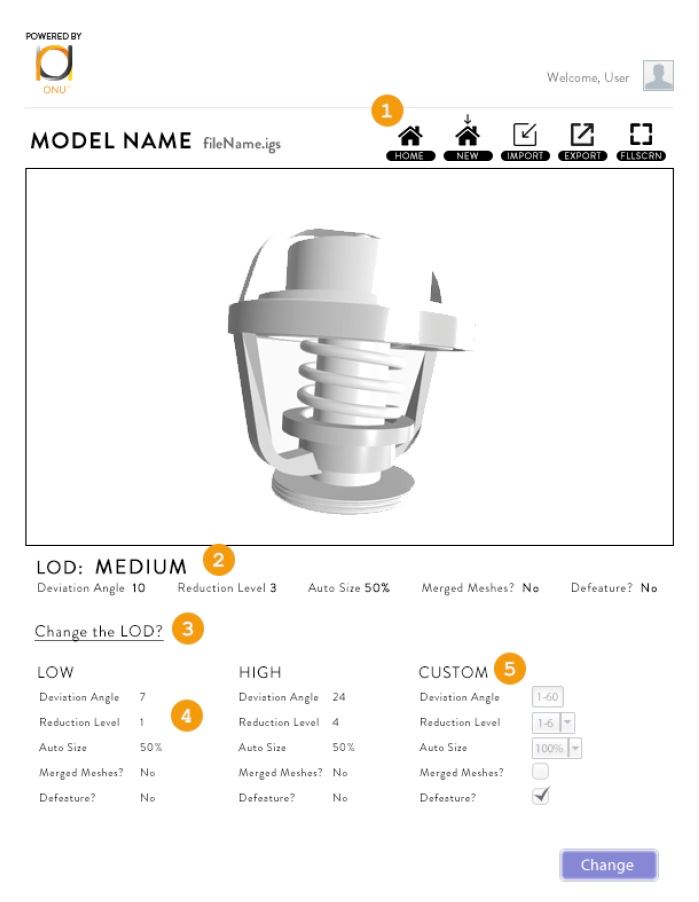 POWERED BY
ONU
Welcome, User
1
MODEL NAME fileName.igs
HOME NEW IMPORT EXPORT FLLSCRN
LOD: MEDIUM 2
Deviation Angle 10 Reduction Level 3 Auto Size 50% Merged Meshes? No Defeature? No
Change the LOD? 3
LOW HIGH CUSTOM 5
Deviation Angle 7 Deviation Angle 24 Deviation Angle 1-60
Reduction Level 1 4 Reduction Level 4 Reduction Level 1-6
Auto Size 50% Auto Size 50% Auto Size 100%
Merged Meshes? No Merged Meshes? No Merged Meshes?
Defeature? No Defeature? No Defeature?
Change